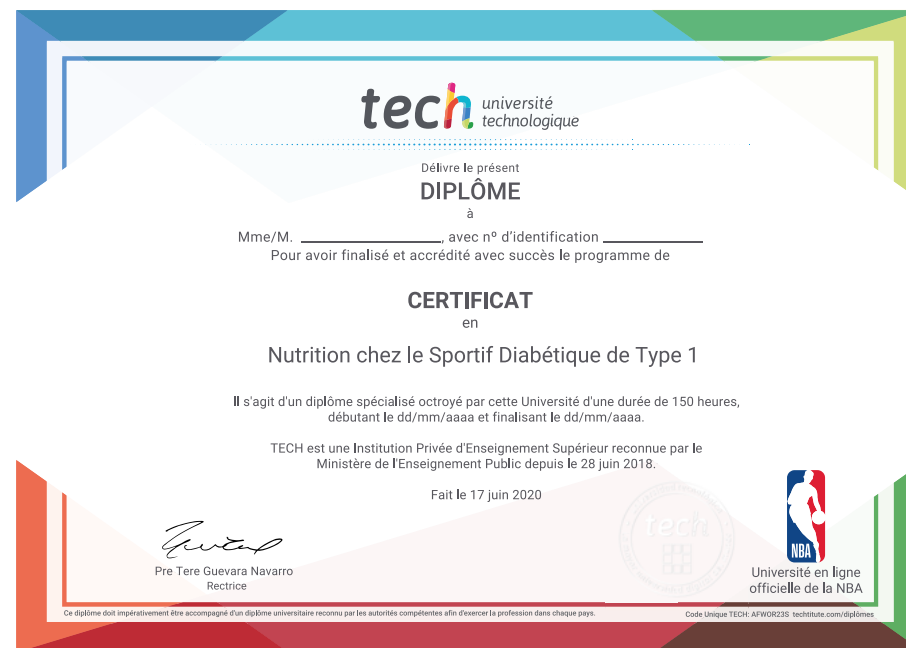 tech université
technologique
Délivre le présent
DIPLÔME
à
Mme/M. ____________________, avec nº d'identification ______________
Pour avoir finalisé et accrédité avec succès le programme de
CERTIFICAT
en
Nutrition chez le Sportif Diabétique de Type 1
Il s'agit d'un diplôme spécialisé octroyé par cette Université d'une durée de 150 heures,
débutant le dd/mm/aaaa et finalisant le dd/mm/aaaa.
TECH est une Institution Privée d'Enseignement Supérieur reconnue par le
Ministère de l'Enseignement Public depuis le 28 juin 2018.
Fait le 17 juin 2020
tech
NBA
Pre Tere Guevara Navarro
Rectrice
Université en ligne
officielle de la NBA
Ce diplôme doit impérativement être accompagné d'un diplôme universitaire reconnu par les autorités compétentes afin d'exercer la profession dans chaque pays.
Code Unique TECH: AFWOR23S techtitute.com/diplômes